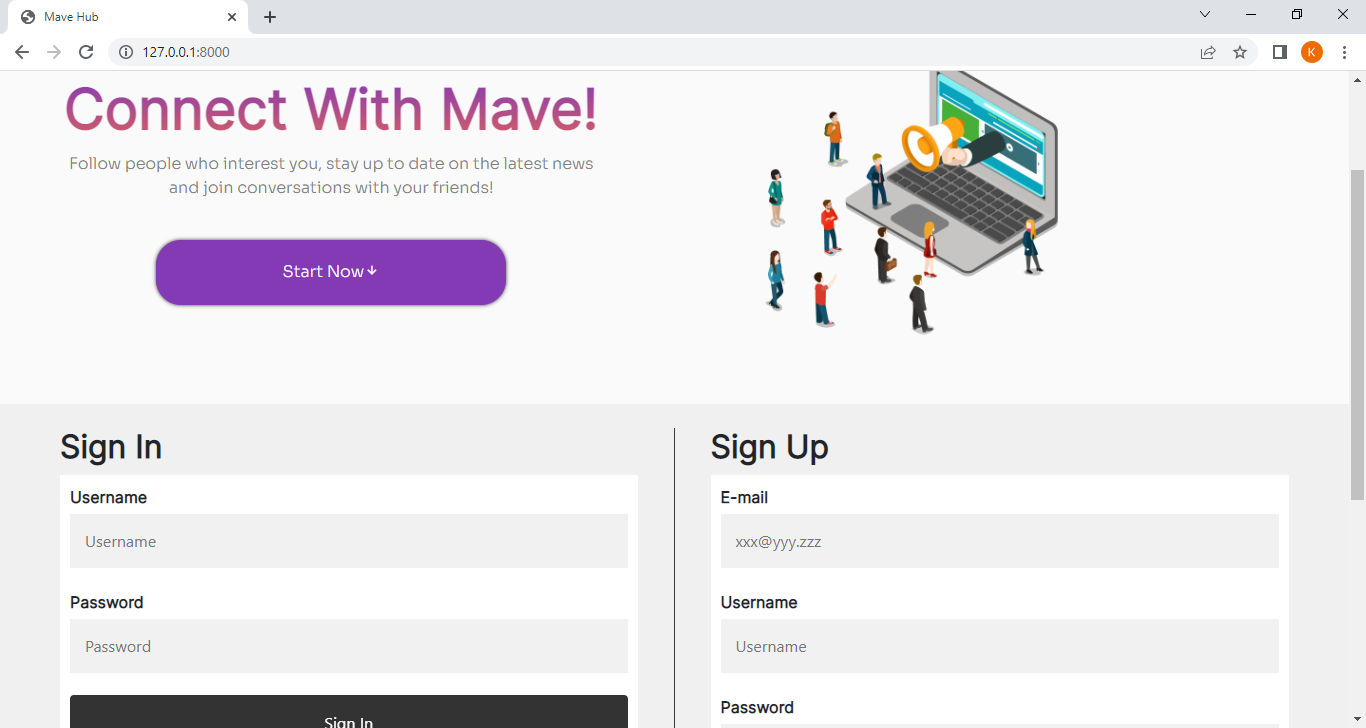 Mave Hub
127.0.0.1:8000
K
Connect With Mave!
Follow people who interest you, stay up to date on the latest news
and join conversations with your friends!
Start Now
Sign In
Username
Username
Password
Password
Sign In
Sign Up
E-mail
xxx@yyy.zzz
Username
Username
Password